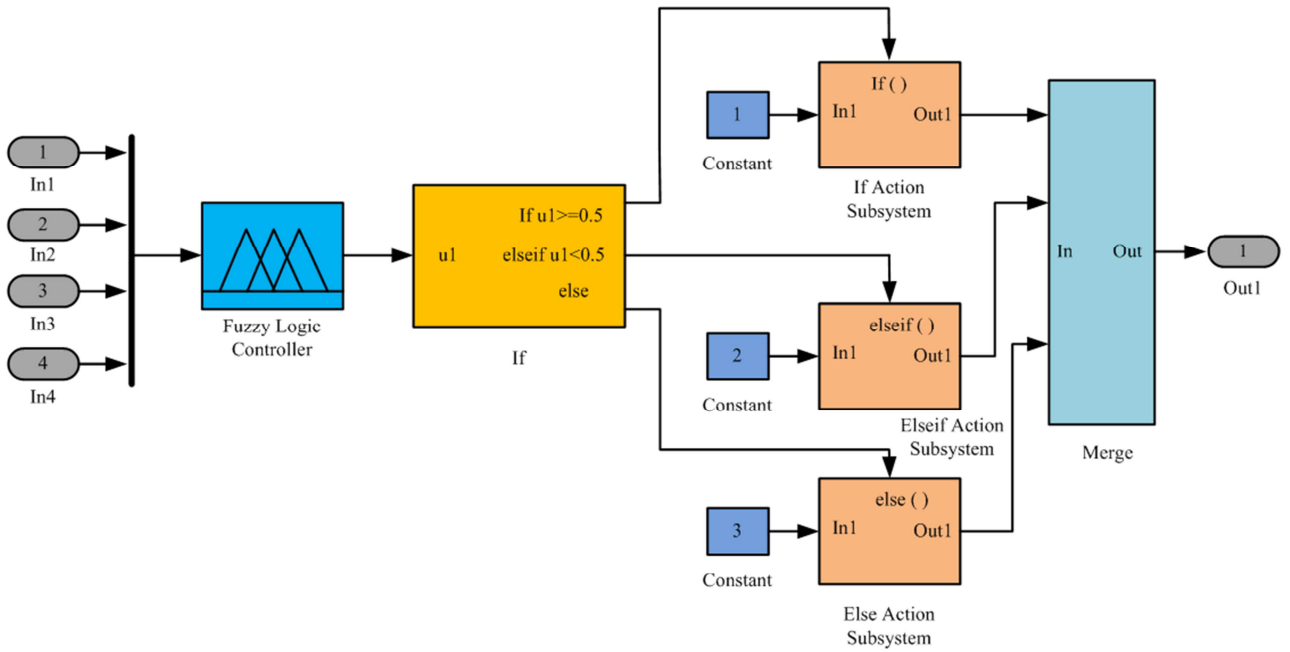 1
In1
2
In2
3
In3
4
In4
Fuzzy Logic
Controller
If u1>=0.5
u1
elseif u1<0.5
else
If
1
Constant
If ( )
In1
Out1
If Action
Subsystem
2
Constant
elseif ( )
In1
Out1
Elseif Action
Subsystem
3
Constant
else ( )
In1
Out1
Else Action
Subsystem
In
Out
Merge
1
Out1